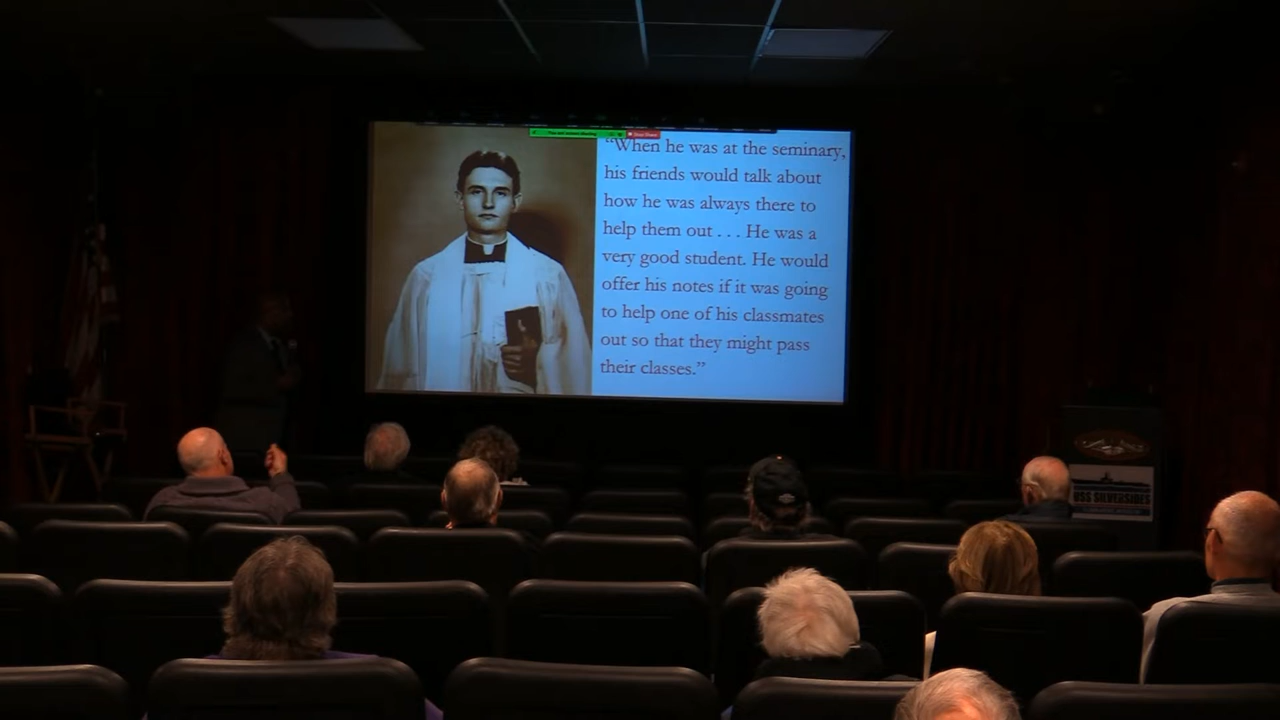 “When he was at the seminary,
his friends would talk about
how he was always there to
help them out . . . He was a
very good student. He would
offer his notes if it was going
to help one of his classmates
out so that they might pass
their classes.”
USS SILVERSIDES